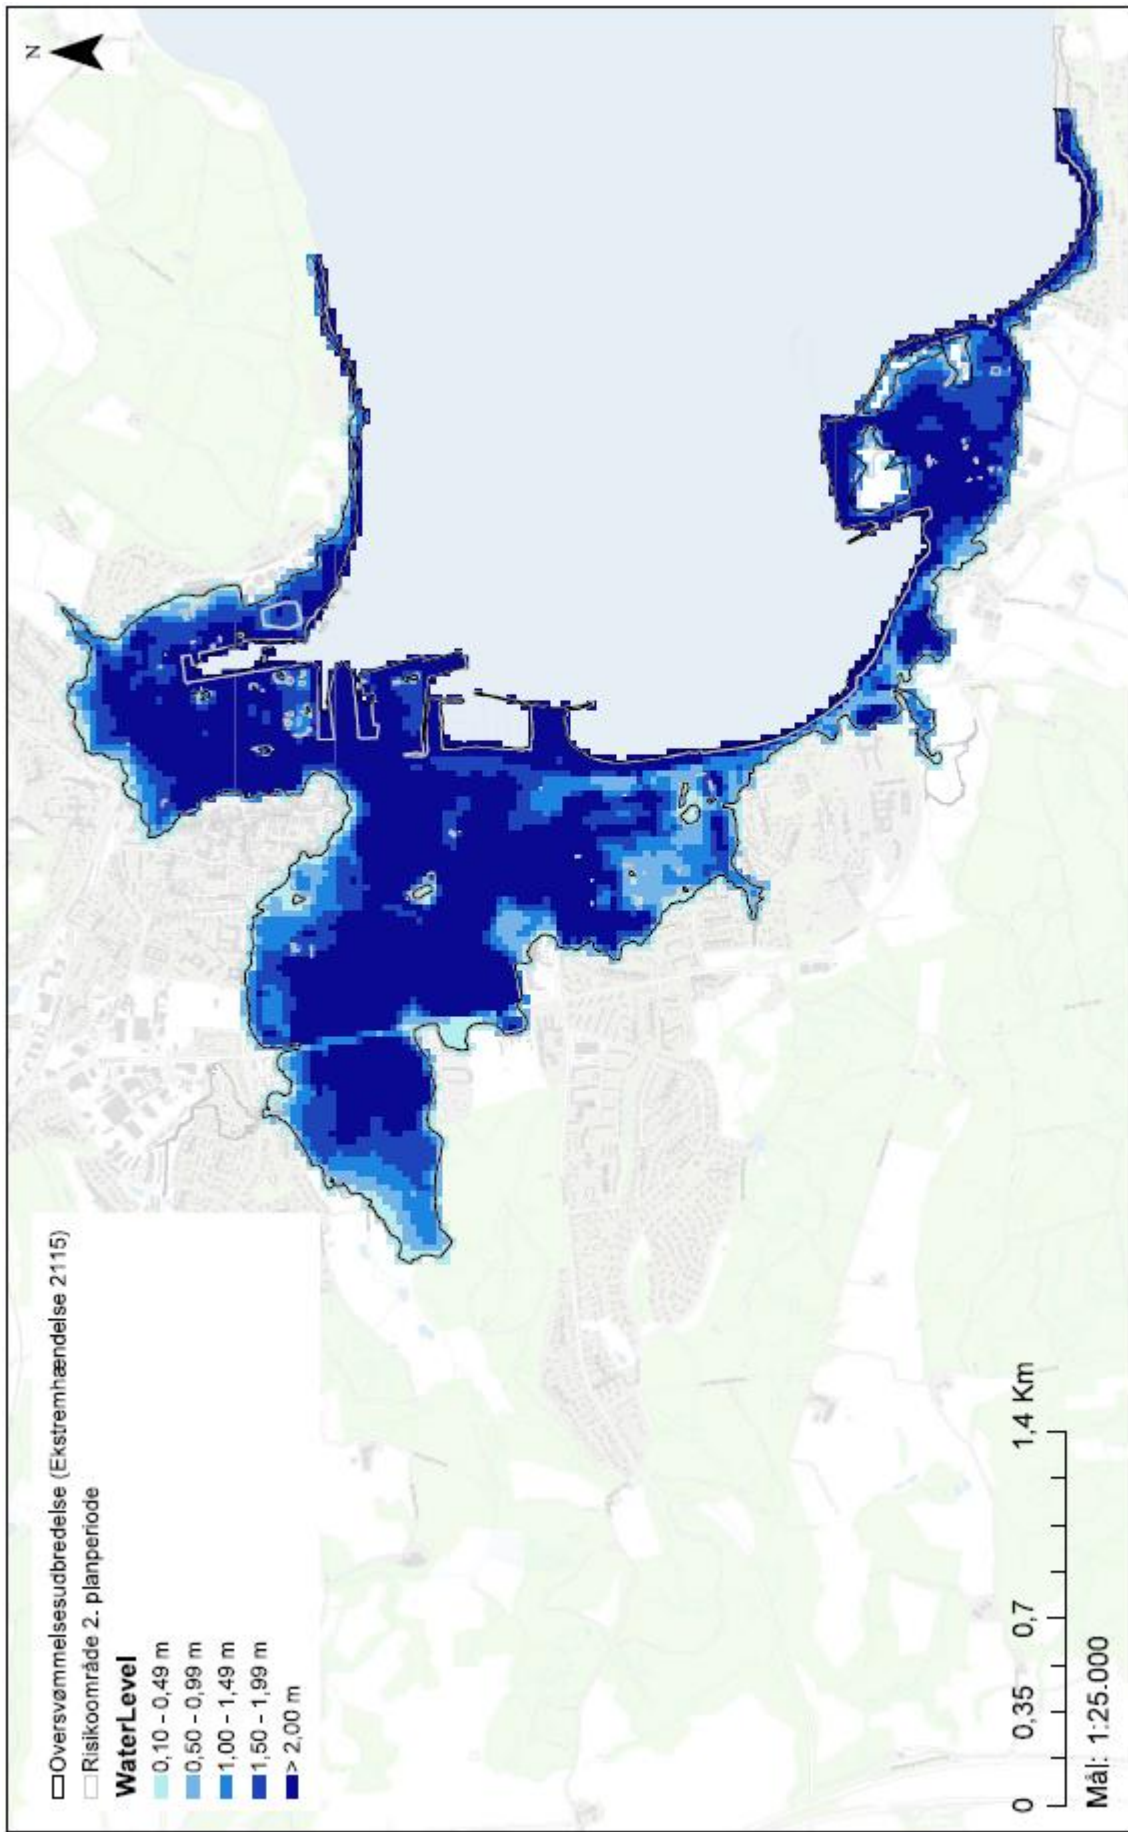 N
Oversvømmelsesudbredelse (Ekstremhændelse 2115)
Risikoområde 2. planperiode
WaterLevel
0,10 - 0,49 m
0,50 - 0,99 m
1,00 - 1,49 m
1,50 - 1,99 m
> 2,00 m
0 0,35 0,7 1,4 Km
Mål: 1:25.000